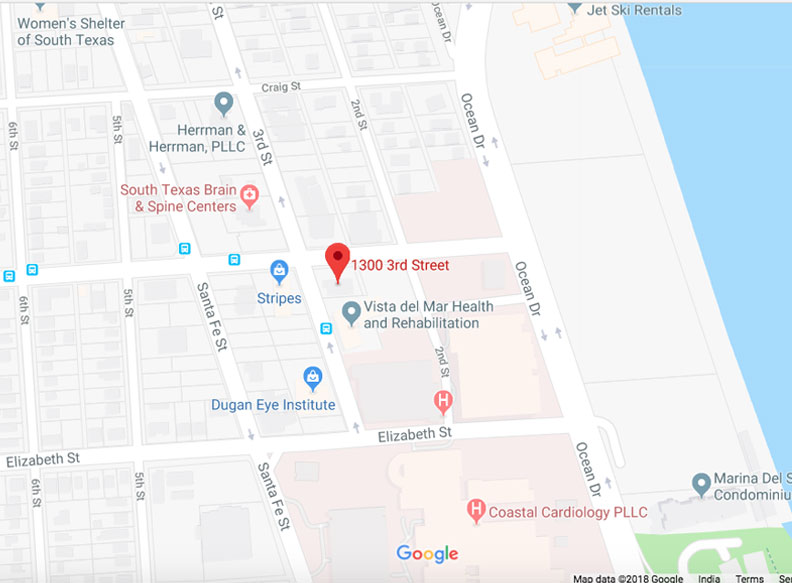 Women's Shelter
of South Texas
St
Ocean Dr
Jet Ski Rentals
Craig St
6th St
5th St
Herrman &
Herrman, PLLC
3rd St
2nd St
Ocean Dr
South Texas Brain
& Spine Centers
1300 3rd Street
Stripes
6th St
5th St
Santa Fe St
Ocean Dr
Vista del Mar Health
and Rehabilitation
2nd St
Dugan Eye Institute
H
Elizabeth St
Elizabeth St
6th St
5th St
Santa Fe St
Ocean Dr
Marina Del S
Condominiu
H
Coastal Cardiology PLLC
Google
Map data ©2018 Google India Terms Se